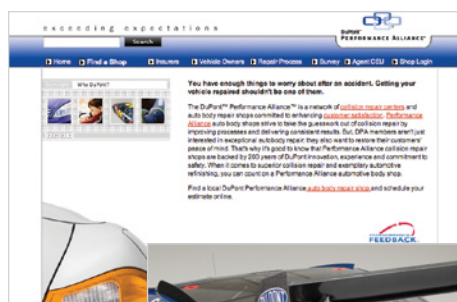 exceeding expectations
DuPont™
PERFORMANCE ALLIANCE™
Search
Home Find a Shop Insurers Vehicle Owners Repair Process Survey Agent CEU Shop Login
Why DuPont?
You have enough things to worry about after an accident. Getting your
vehicle repaired shouldn't be one of them.
The DuPont™ Performance Alliance™ is a network of collision repair centers and
auto body repair shops committed to enhancing customer satisfaction. Performance
Alliance auto body shops strive to take the guesswork out of collision repair by
improving processes and delivering consistent results. But, DPA members aren't just
interested in exceptional autobody repair; they also want to restore their customers'
peace of mind. That's why it's good to know that Performance Alliance collision repair
shops are backed by 200 years of DuPont innovation, experience and commitment to
safety. When it comes to superior collision repair and exemplary automotive
refinishing, you can count on a Performance Alliance automotive body shop.
Find a local DuPont Performance Alliance auto body repair shop and schedule your
estimate online.
FEEDBACK